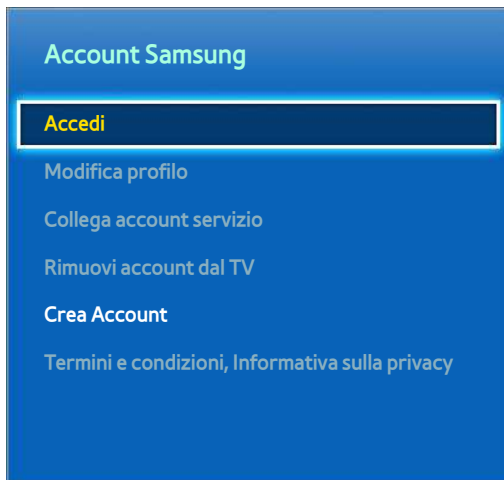 Account Samsung
Accedi
Modifica profilo
Collega account servizio
Rimuovi account dal TV
Crea Account
Termini e condizioni, Informativa sulla privacy